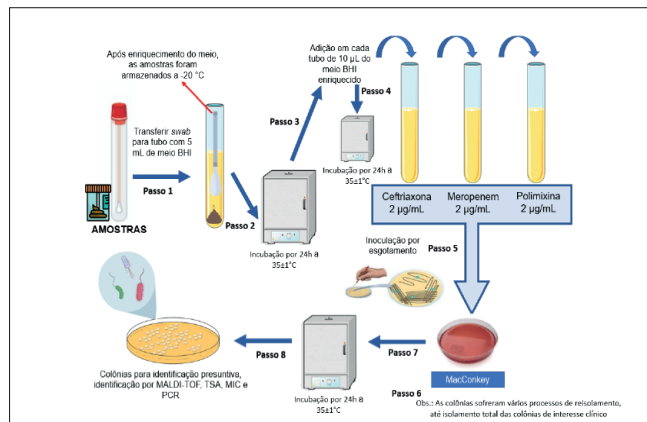 Após enriquecimento do meio,
as amostras foram
armazenados a -20 °C
Transferir swab
para tubo com 5
mL de meio BHI
Passo 1
AMOSTRAS
Passo 2
Incubação por 24h a
35±1°C
Passo 3
Adição em cada
tubo de 10 µL do
meio BHI
enriquecido
Passo 4
Incubação por 24h a
35±1°C
Ceftriaxona
2 µg/mL
Meropenem
2 µg/mL
Polimixina
2 µg/mL
Inoculação por
esgotamento
Passo 5
MacConkey
Passo 6
Obs.: As colônias sofreram vários processos de reisolamento,
até isolamento total das colônias de interesse clínico
Passo 7
Incubação por 24h a
35±1°C
Passo 8
Colônias para identificação presuntiva,
identificação por MALDI-TOF, TSA, MIC e
PCR